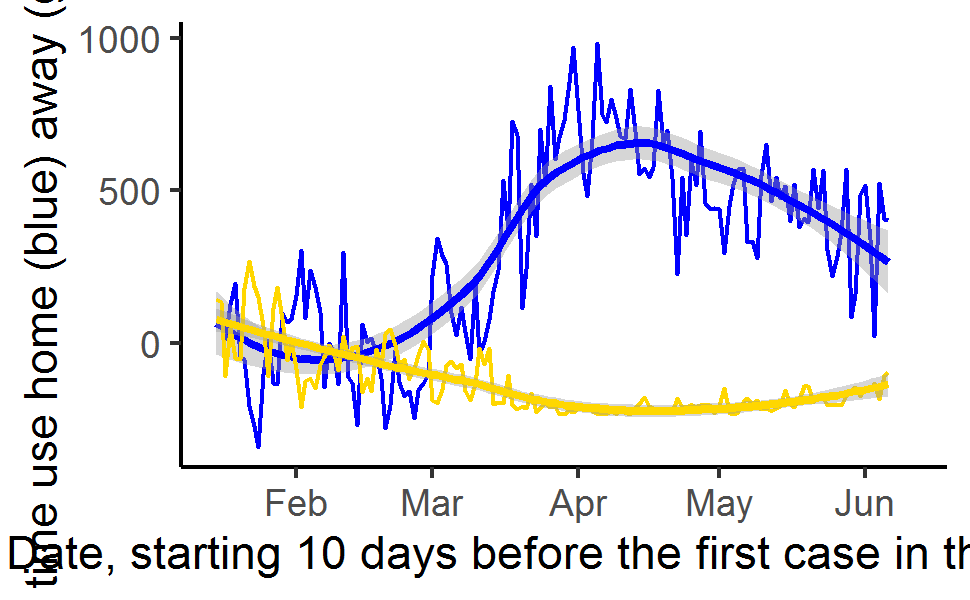 1000
500
0
Feb Mar Apr May Jun
Date, starting 10 days before the first case in th
time use home (blue) away (g